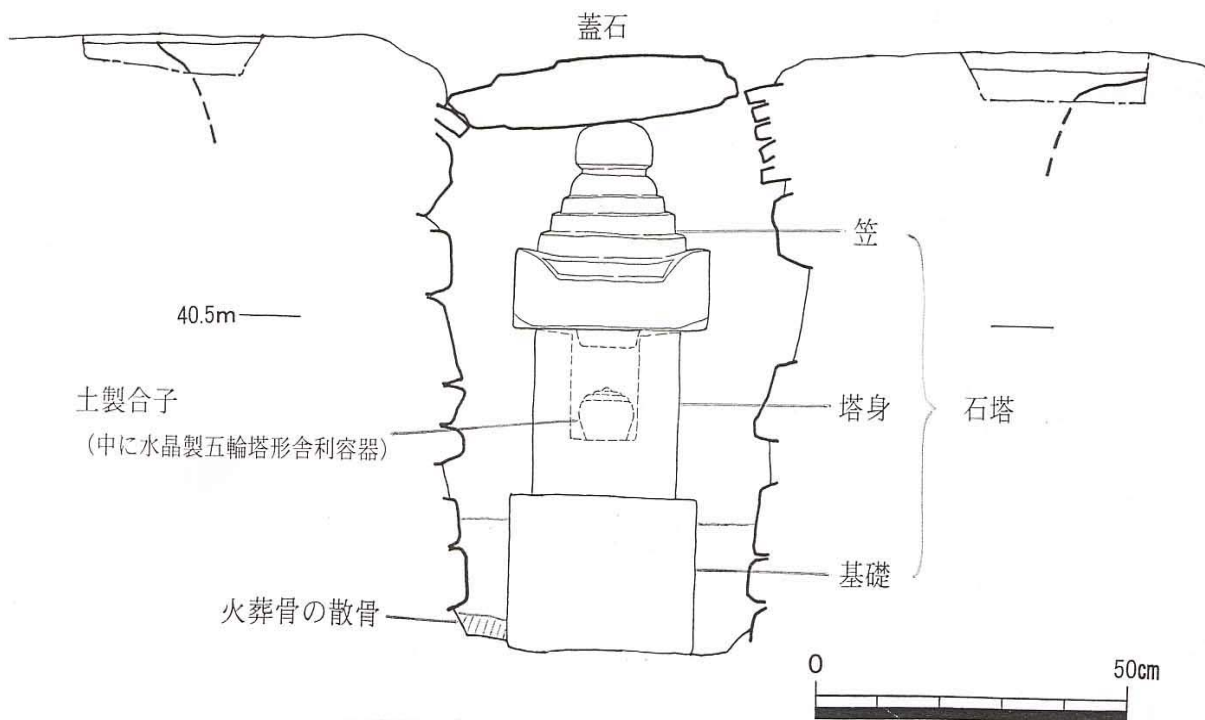 蓋石
笠
40.5m
土製合子
(中に水晶製五輪塔形舎利容器)
塔身
石塔
基礎
火葬骨の散骨
0 50cm